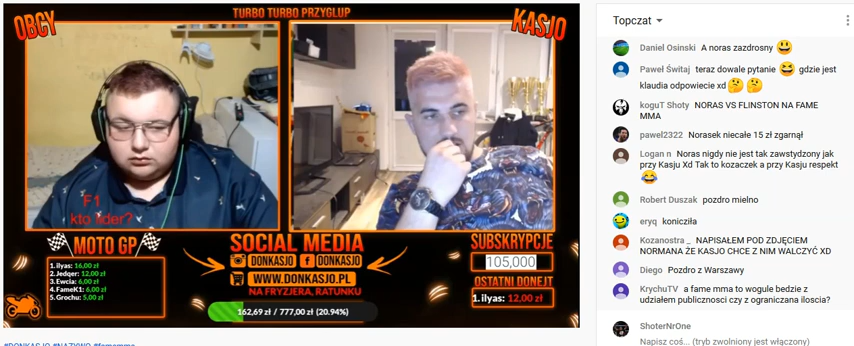 TURBO TURBO PRZYGLUP
OBCY
KASJO
F1
kto lider?
MOTO GP
1. ilyas: 16,00 zł
2. Jedqer: 12,00 zł
3. Ewcia: 6,00 zł
4. FameK1: 6,00 zł
5. Grochu: 5,00 zł
SOCIAL MEDIA
DONKASJO DONKASJO
WWW.DONKASJO.PL
NA FRYZJERA, RATUNKU
162,69 zł / 777,00 zł (20.94%)
SUBSKRYPCJE
105,000
OSTATNI DONEJT
1. ilyas: 12,00 zł
#DONKASJO #NAZYWO #famemma
Topczat
Daniel Osinski A noras zazdrosny
Paweł Świtaj teraz dowale pytanie gdzie jest
klaudia odpowiecie xd
koguT Shoty NORAS VS FLINSTON NA FAME
MMA
pawel2322 Norasek niecałe 15 zł zgarnął
Logan n Noras nigdy nie jest tak zawstydzony jak
przy Kasju Xd Tak to kozaczek a przy Kasju respekt
Robert Duszak pozdro mielno
eryq konicziła
Kozanostra _ NAPISAŁEM POD ZDJĘCIEM
NORMANA ŻE KASJO CHCE Z NIM WALCZYĆ XD
Diego Pozdro z Warszawy
KrychuTV a fame mma to wogule bedzie z
udziałem publicznosci czy z ograniczana iloscia?
ShoterNrOne
Napisz coś... (tryb zwolniony jest włączony)